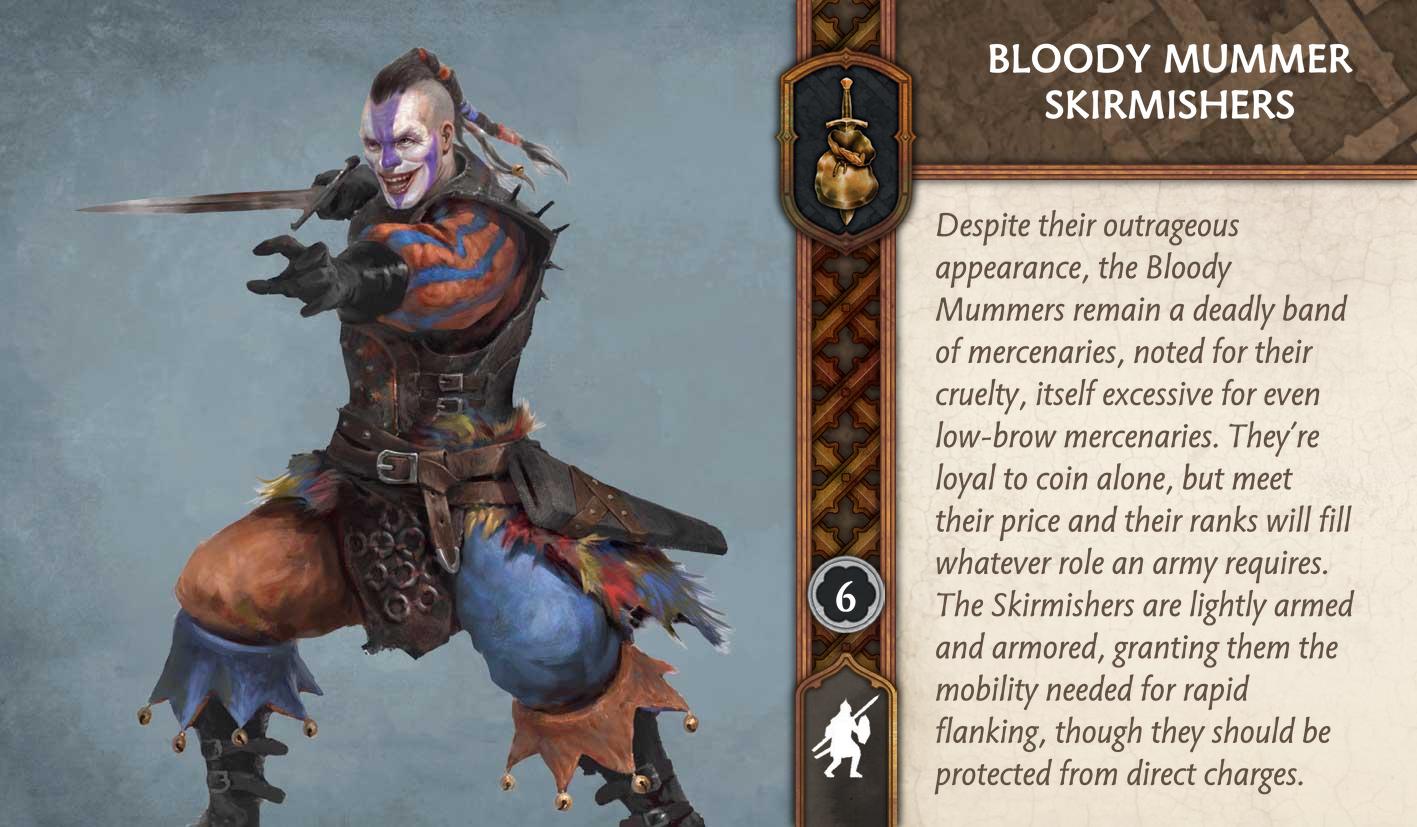 BLOODY MUMMER
SKIRMISHERS
Despite their outrageous
appearance, the Bloody
Mummers remain a deadly band
of mercenaries, noted for their
cruelty, itself excessive for even
low-brow mercenaries. They’re
loyal to coin alone, but meet
their price and their ranks will fill
whatever role an army requires.
The Skirmishers are lightly armed
and armored, granting them the
mobility needed for rapid
flanking, though they should be
protected from direct charges.
6